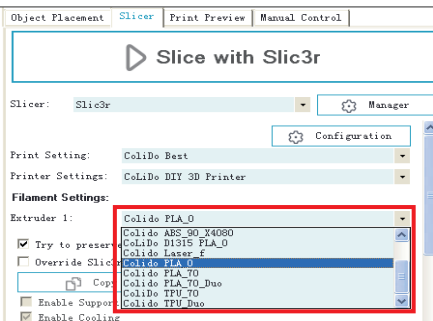 Object Placement Slicer Print Preview Manual Control
Slice with Slic3r
Slicer: Slic3r Manager
Configuration
Print Setting: CoLiDo Best
Printer Settings: CoLiDo DIY 3D Printer
Filament Settings:
Extruder 1: Colido PLA_0
Colido ABS_90_X4080
CoLiDo D1315 PLA_0
Colido Laser_f
Colido PLA_0
Colido PLA_70
Colido PLA_70_Duo
Colido TPU_70
Colido TPU_Duo
Try to preserve
Override Slic3r
Copy
Enable Support
Enable Cooling